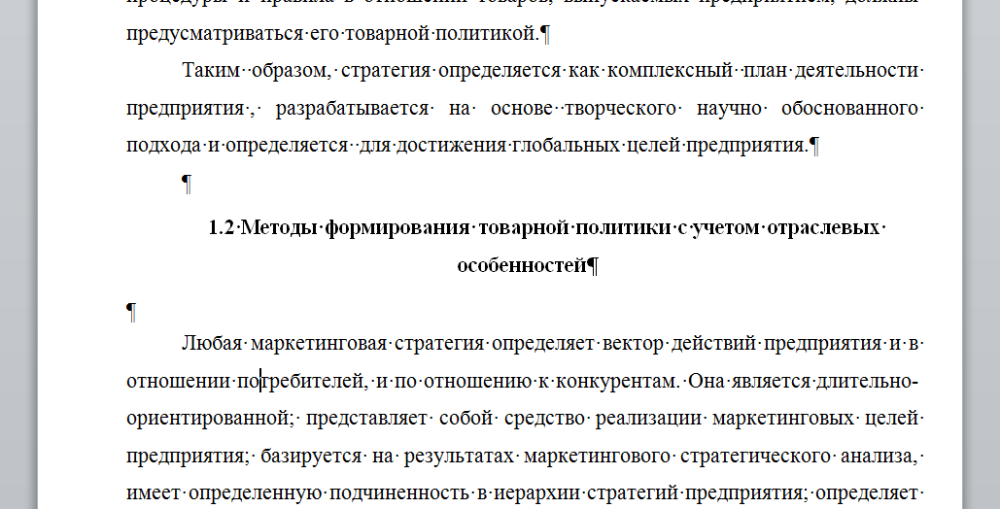 процедуры и правила в отношении товаров, выпускаемых предприятием, должны
предусматриваться его товарной политикой.¶
Таким  образом, стратегия определяется как комплексный  план деятельности
предприятия , разрабатывается на основе  творческого научно обоснованного
подхода и определяется  для достижения глобальных целей предприятия.¶
¶
1.2 Методы формирования товарной политики с учетом отраслевых
особенностей¶
¶
Любая маркетинговая стратегия определяет вектор действий предприятия и в
отношении потребителей, и по отношению к конкурентам. Она является длительно-
ориентированной; представляет собой средство реализации маркетинговых целей
предприятия; базируется на результатах маркетингового стратегического анализа,
имеет определенную подчиненность в иерархии стратегий предприятия; определяет